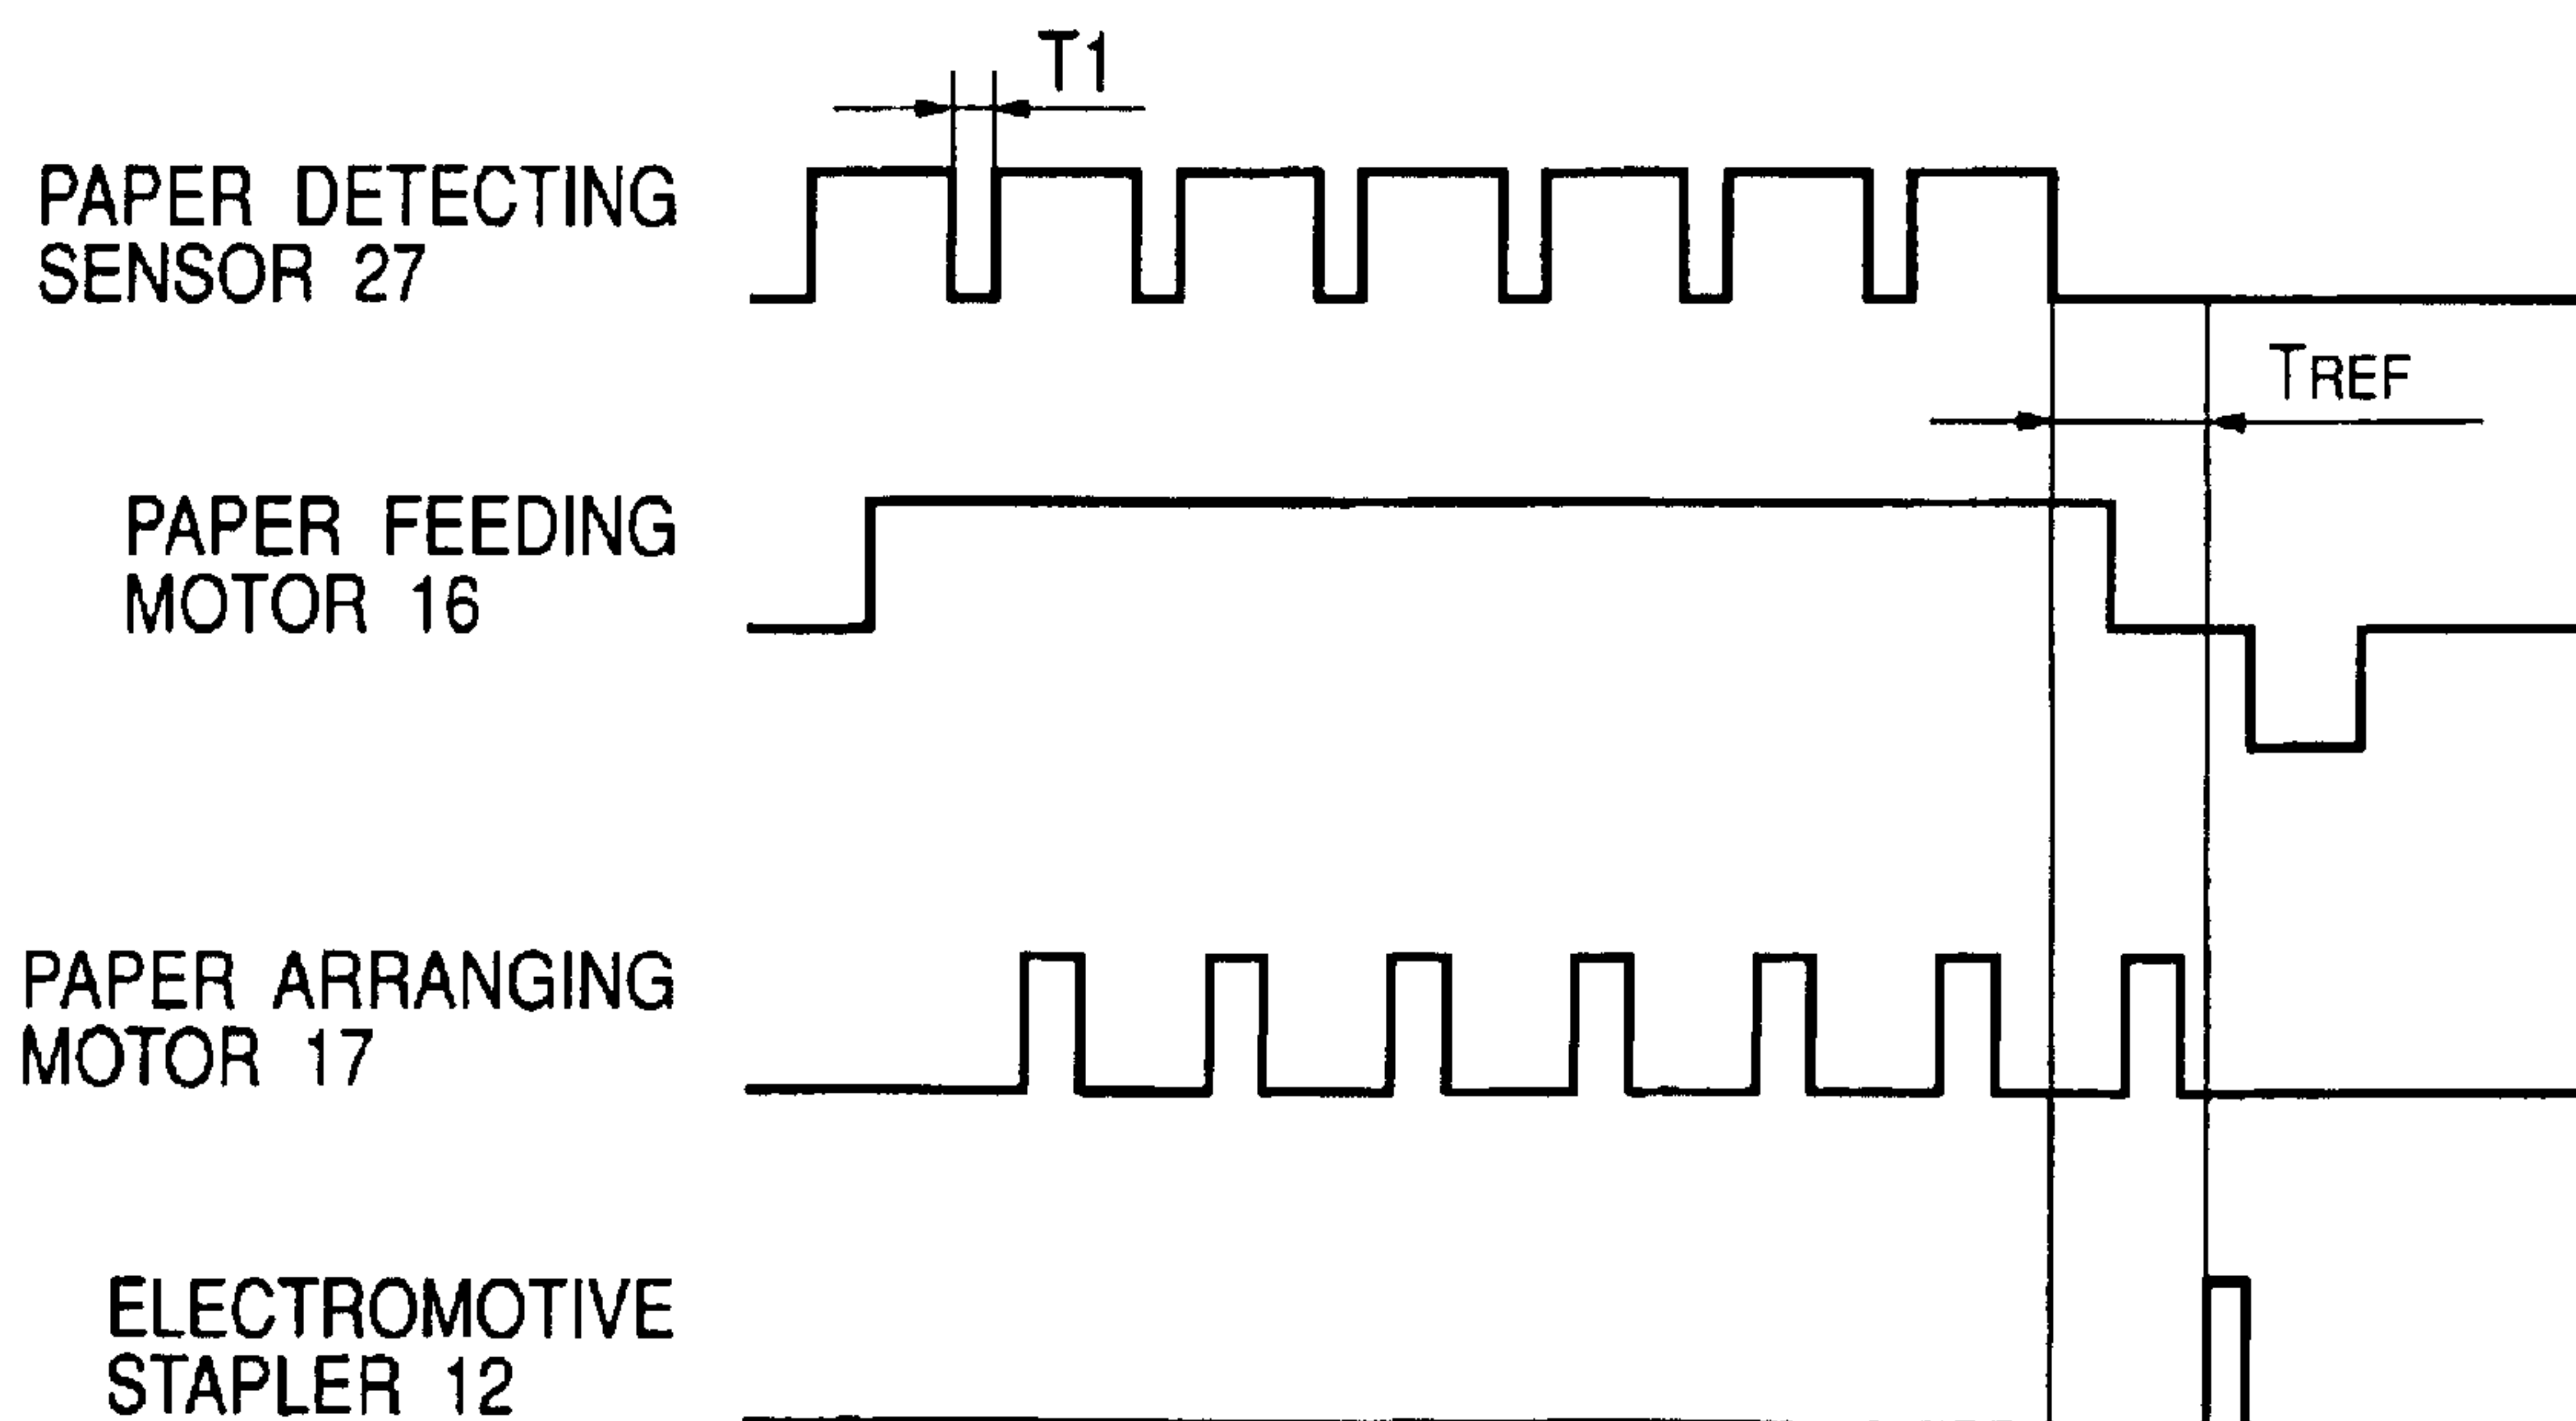 T1
PAPER DETECTING
SENSOR 27
TREF
PAPER FEEDING
MOTOR 16
PAPER ARRANGING
MOTOR 17
ELECTROMOTIVE
STAPLER 12